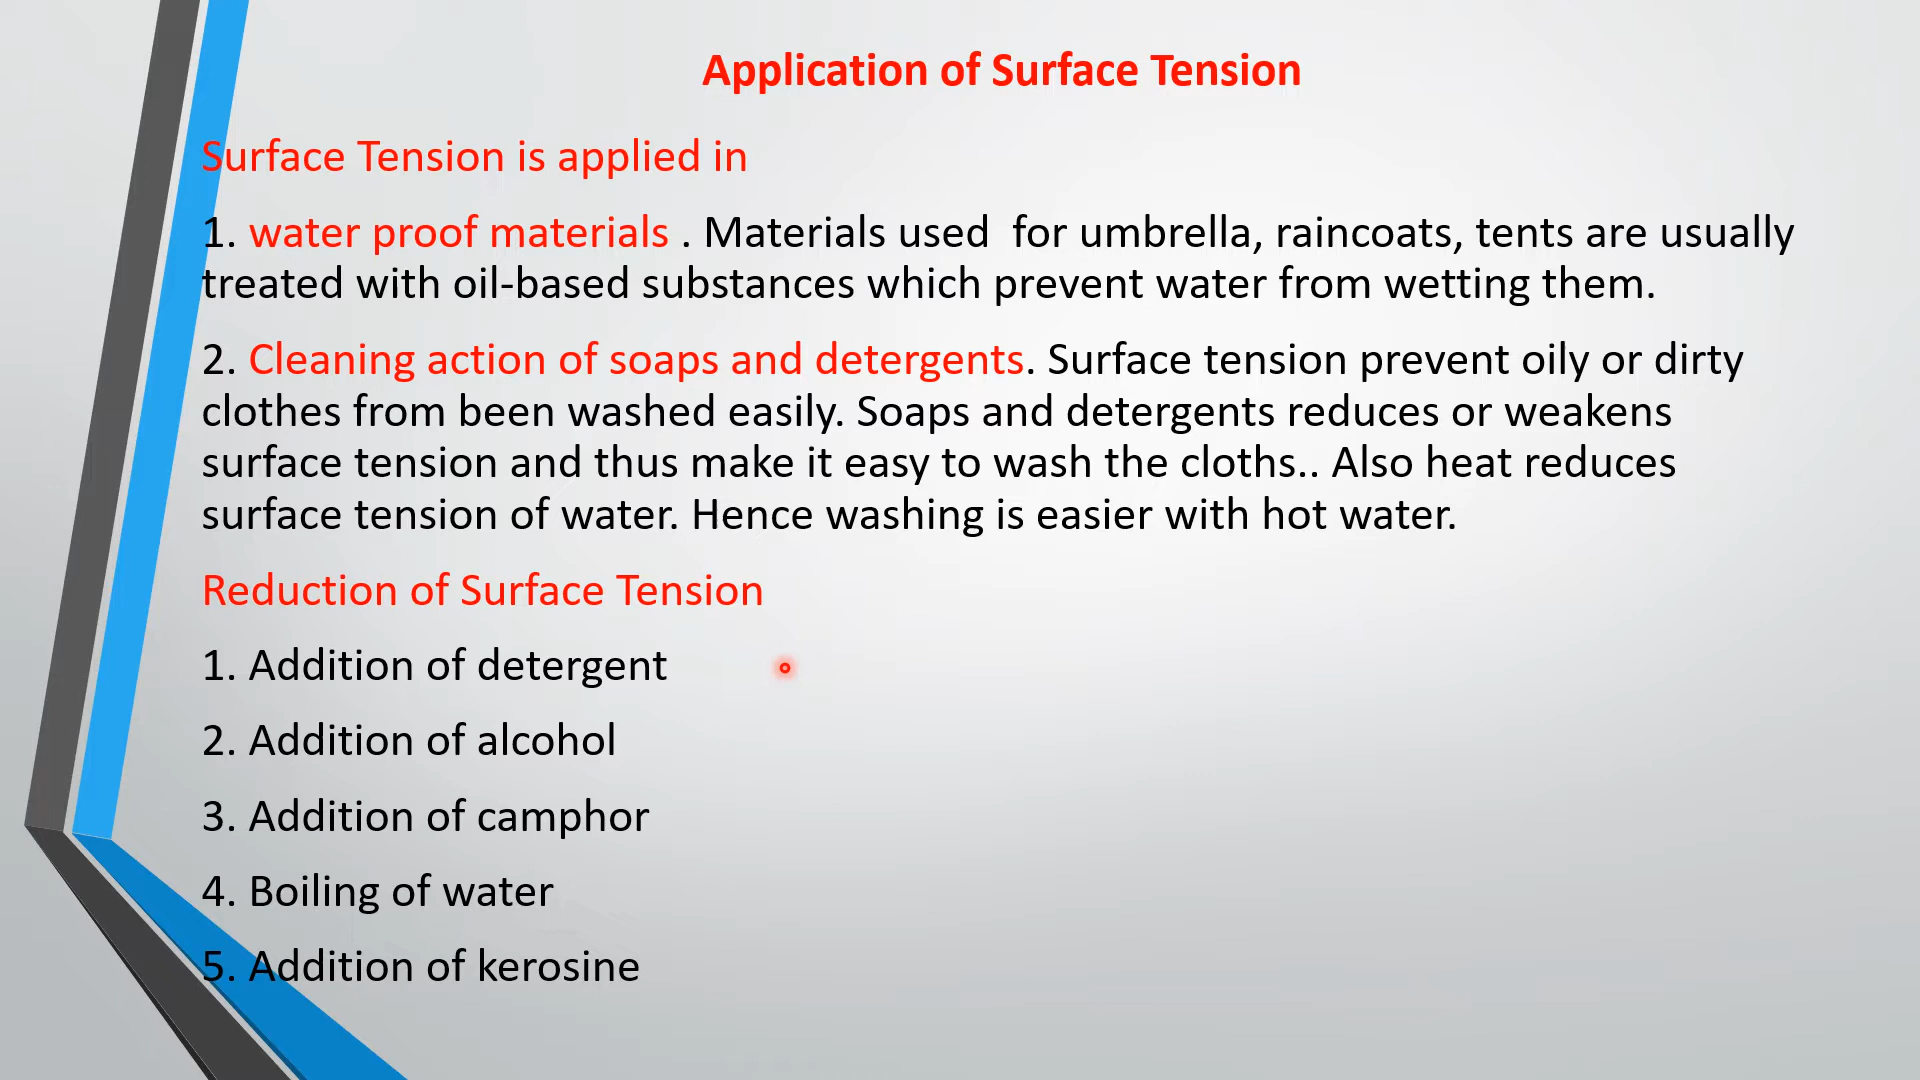 Application of Surface Tension
Surface Tension is applied in
1. water proof materials . Materials used  for umbrella, raincoats, tents are usually
treated with oil-based substances which prevent water from wetting them.
2. Cleaning action of soaps and detergents. Surface tension prevent oily or dirty
clothes from been washed easily. Soaps and detergents reduces or weakens
surface tension and thus make it easy to wash the cloths.. Also heat reduces
surface tension of water. Hence washing is easier with hot water.
Reduction of Surface Tension
1. Addition of detergent
2. Addition of alcohol
3. Addition of camphor
4. Boiling of water
5. Addition of kerosine